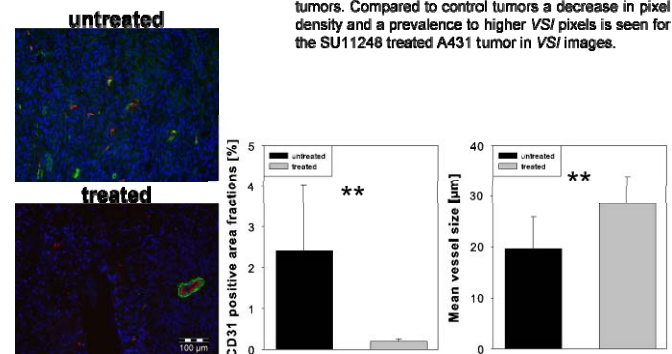 tumors. Compared to control tumors a decrease in pixel
density and a prevalence to higher VSI pixels is seen for
the SU11248 treated A431 tumor in VSI images.
untreated
treated
100 µm
CD31 positive area fractions [%]
5
4
3
2
1
0
untreated
treated
**
Mean vessel size [µm]
40
30
20
10
0
untreated
treated
**